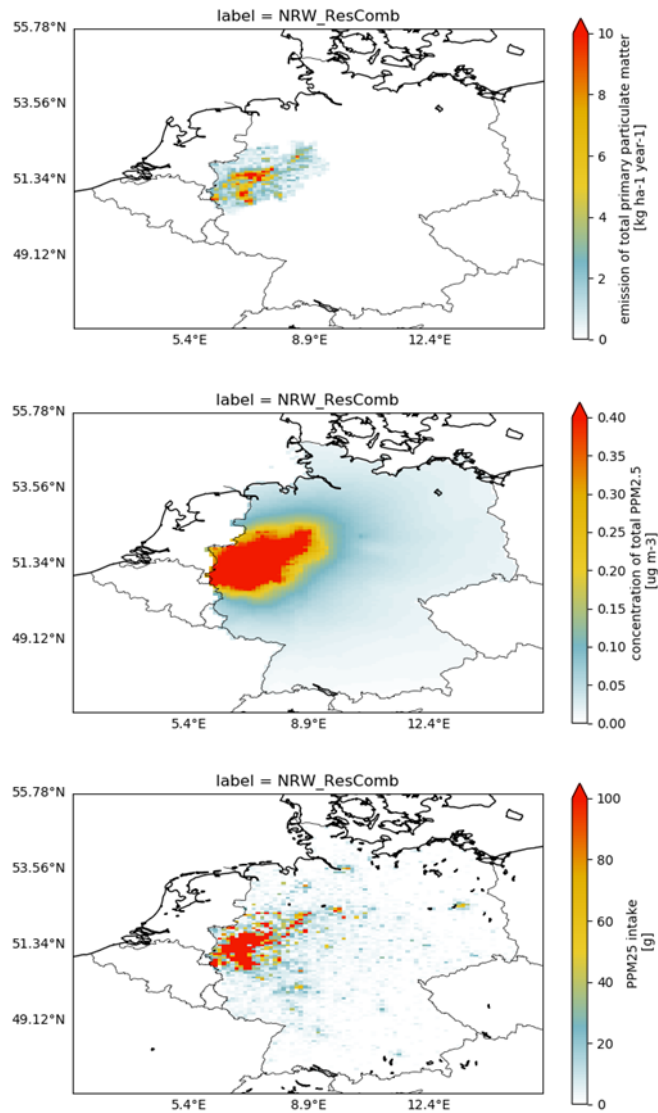 label = NRW_ResComb
55.78°N
53.56°N
51.34°N
49.12°N
5.4°E 8.9°E 12.4°E
10
8
6
4
2
0
emission of total primary particulate matter
[kg ha-1 year-1]
label = NRW_ResComb
55.78°N
53.56°N
51.34°N
49.12°N
5.4°E 8.9°E 12.4°E
0.40
0.35
0.30
0.25
0.20
0.15
0.10
0.05
0.00
concentration of total PPM2.5
[ug m-3]
label = NRW_ResComb
55.78°N
53.56°N
51.34°N
49.12°N
5.4°E 8.9°E 12.4°E
100
80
60
40
20
0
PPM25 intake
[g]